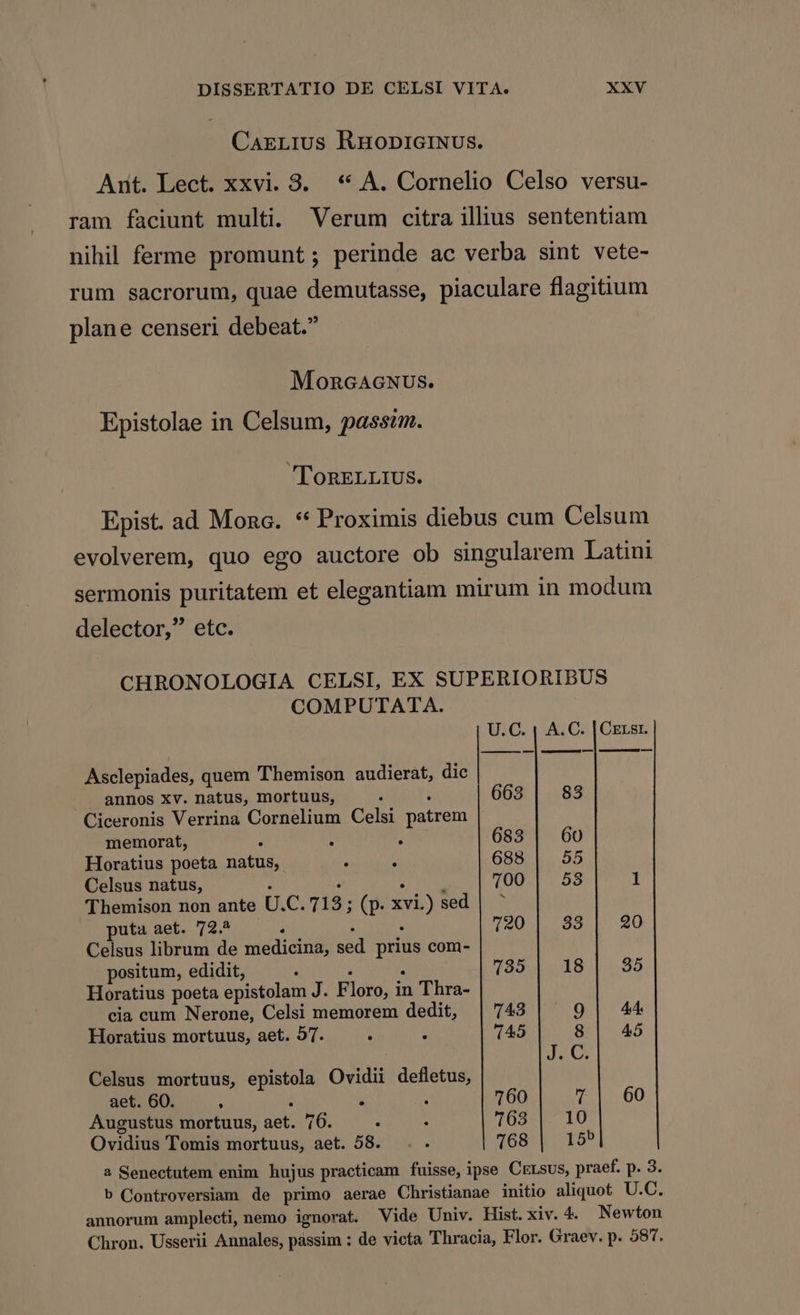 DISSERTATIO DE CELSI VITA. XXV
CAELIUS RHODIGINUS.
Ant. Lect. xxvi. 3. “ A. Cornelio Celso versu-
ram faciunt multi. Verum citra illius sententiam
nihil ferme promunt ; perinde ac verba sint vete-
rum sacrorum, quae demutasse, piaculare flagitium
plane censeri debeat.”
MORGAGNUS.
Epistolae in Celsum, passim.
TORELLIUS.
Epist. ad MORG. “ Proximis diebus cum Celsum
evolverem, quo ego auctore ob singularem Latini
sermonis puritatem et elegantiam mirum in modum
delector,” etc.
CHRONOLOGIA CELSI, EX SUPERIORIBUS
COMPUTATA.
U.C. A.C. CELSI.
Asclepiades, quem Themison audierat, dic
annos xv. natus, mortuus, . . 663 83
Ciceronis Verrina Cornelium Celsi patrem
memorat, . . . 683 60
Horatius poeta natus, . . 688 55
Celsus natus, . . . . 700 53 1
Themison non ante U.C. 713 ; (p. xvi.) sed
puta aet. 72.ᵃ . . . 720 33 20
Celsus librum de medicina, sed prius com-
positum, edidit, . . . 735 18 35
Horatius poeta epistolam J. Floro, in Thra-
cia cum Nerone, Celsi memorem dedit, 743 9 44
Horatius mortuus, aet. 57. . . 745 8 45
J. C.
Celsus mortuus, epistola Ovidii defletus,
aet. 60. . . . . 760 7 60
Augustus mortuus, aet. 76. . . 763 10
Ovidius Tomis mortuus, aet. 58. . . 768 15ᵇ
ᵃ Senectutem enim hujus practicam fuisse, ipse CELSUS, praef. p. 3.
ᵇ Controversiam de primo aerae Christianae initio aliquot U.C.
annorum amplecti, nemo ignorat. Vide Univ. Hist. xiv. 4. Newton
Chron. Usserii Annales, passim : de victa Thracia, Flor. Graev. p. 587.